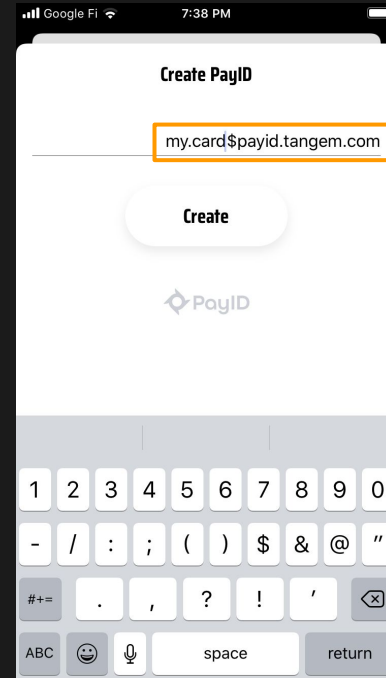 Google Fi 7:38 PM
Create PayID
my.card$payid.tangem.com
Create
PayID
1 2 3 4 5 6 7 8 9 0
- / : ; ( ) $ & @ "
#+= . , ? ! '
ABC space return